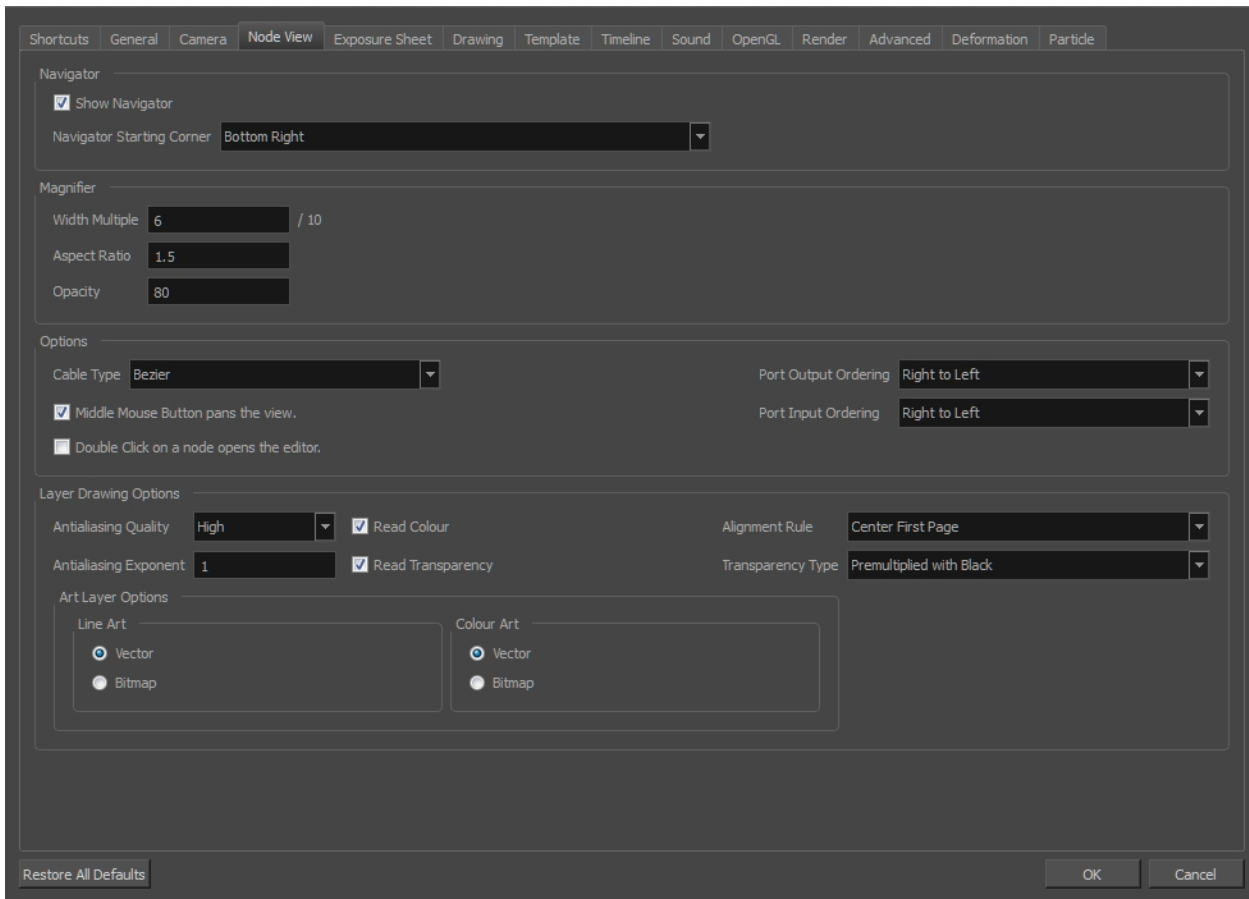 Shortcuts General Camera Node View Exposure Sheet Drawing Template Timeline Sound OpenGL Render Advanced Deformation Particle
Navigator
Show Navigator
Navigator Starting Corner Bottom Right
Magnifier
Width Multiple 6 / 10
Aspect Ratio 1.5
Opacity 80
Options
Cable Type Bezier Port Output Ordering Right to Left
Middle Mouse Button pans the view. Port Input Ordering Right to Left
Double Click on a node opens the editor.
Layer Drawing Options
Antialiasing Quality High Read Colour Alignment Rule Center First Page
Antialiasing Exponent 1 Read Transparency Transparency Type Premultiplied with Black
Art Layer Options
Line Art Colour Art
Vector Vector
Bitmap Bitmap
Restore All Defaults OK Cancel